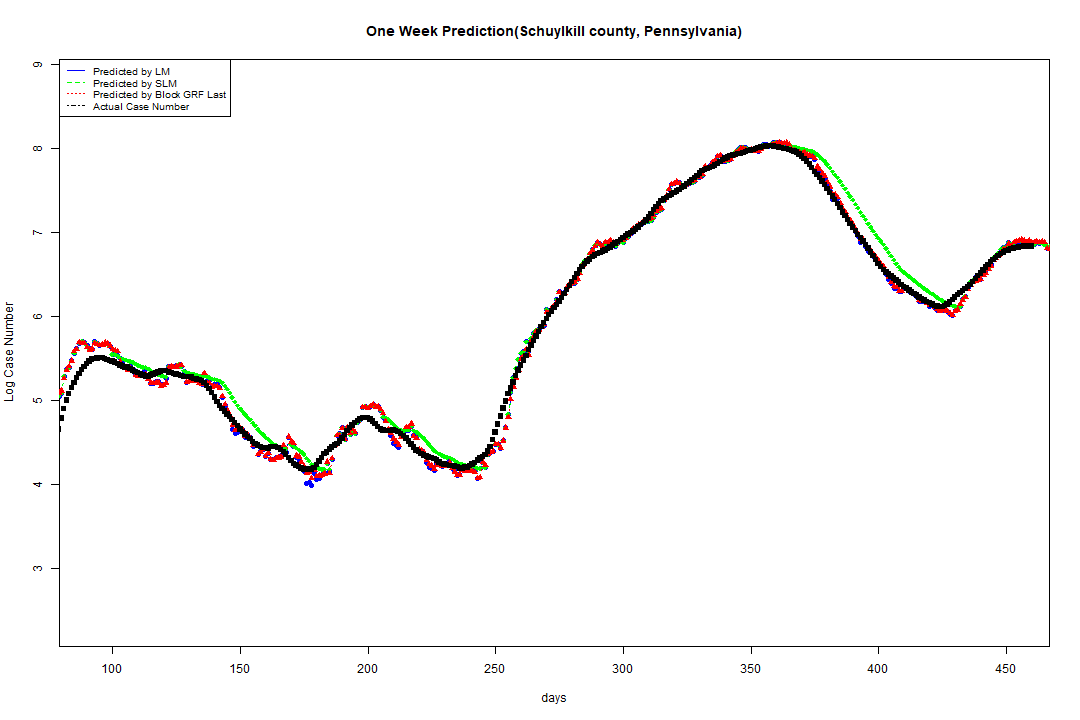 One Week Prediction(Schuylkill county, Pennsylvania)
Predicted by LM
Predicted by SLM
Predicted by Block GRF Last
Actual Case Number
9
8
7
6
5
4
3
Log Case Number
100 150 200 250 300 350 400 450
days